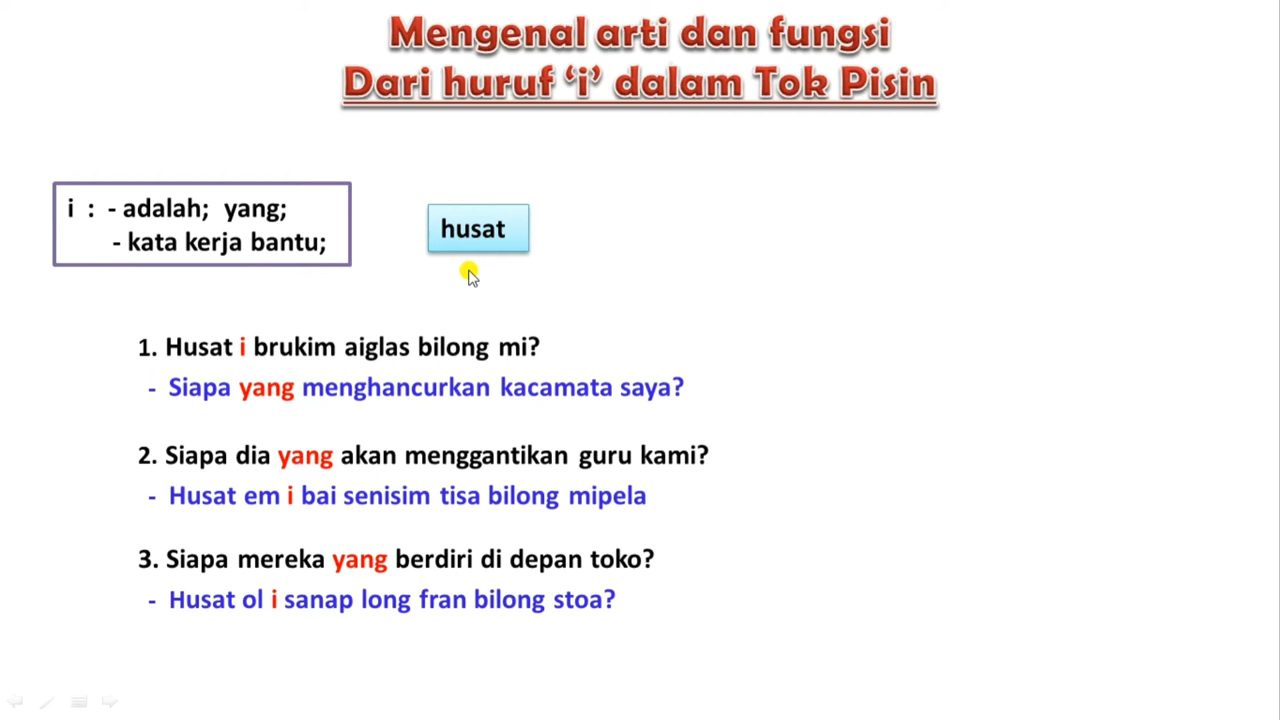 Mengenal arti dan fungsi
Dari huruf ‘i’ dalam Tok Pisin
i : - adalah; yang;
- kata kerja bantu;
husat
1. Husat i brukim aiglas bilong mi?
- Siapa yang menghancurkan kacamata saya?
2. Siapa dia yang akan menggantikan guru kami?
- Husat em i bai senisim tisa bilong mipela
3. Siapa mereka yang berdiri di depan toko?
- Husat ol i sanap long fran bilong stoa?